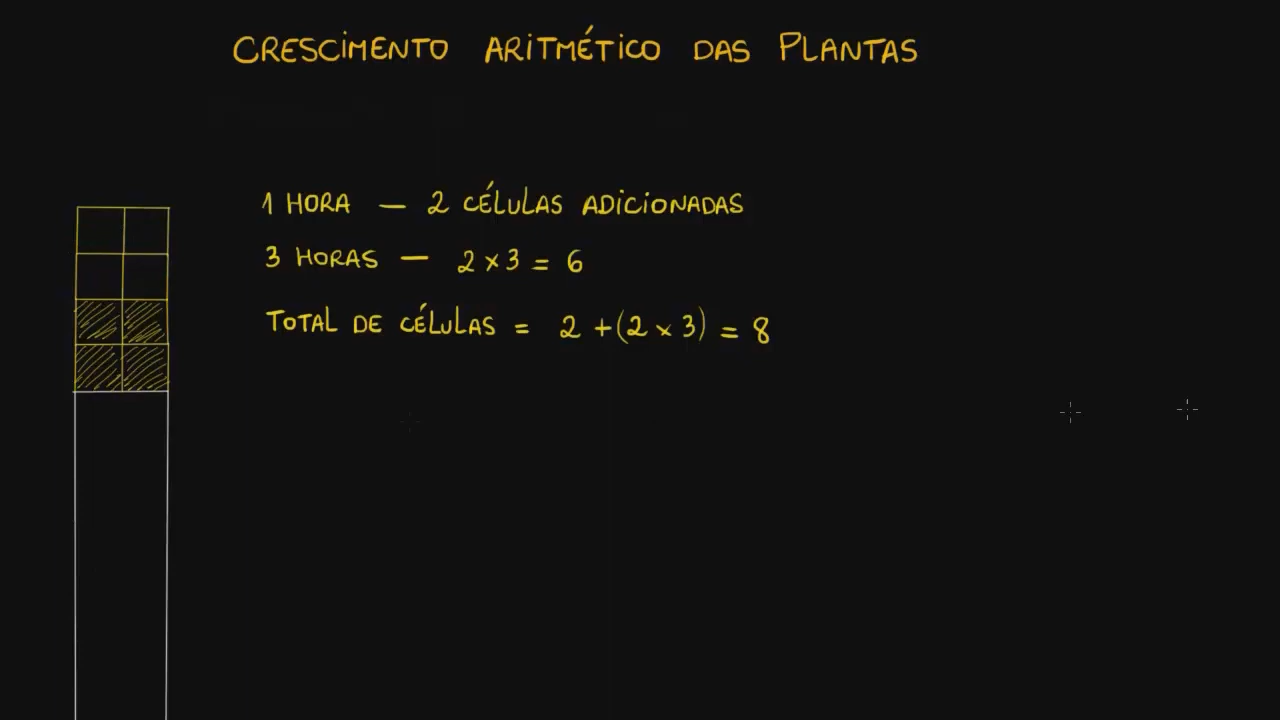 CRESCIMENTO ARITMÉTICO DAS PLANTAS
1 HORA — 2 CÉLULAS ADICIONADAS
3 HORAS — 2 × 3 = 6
TOTAL DE CÉLULAS = 2 + (2 × 3) = 8